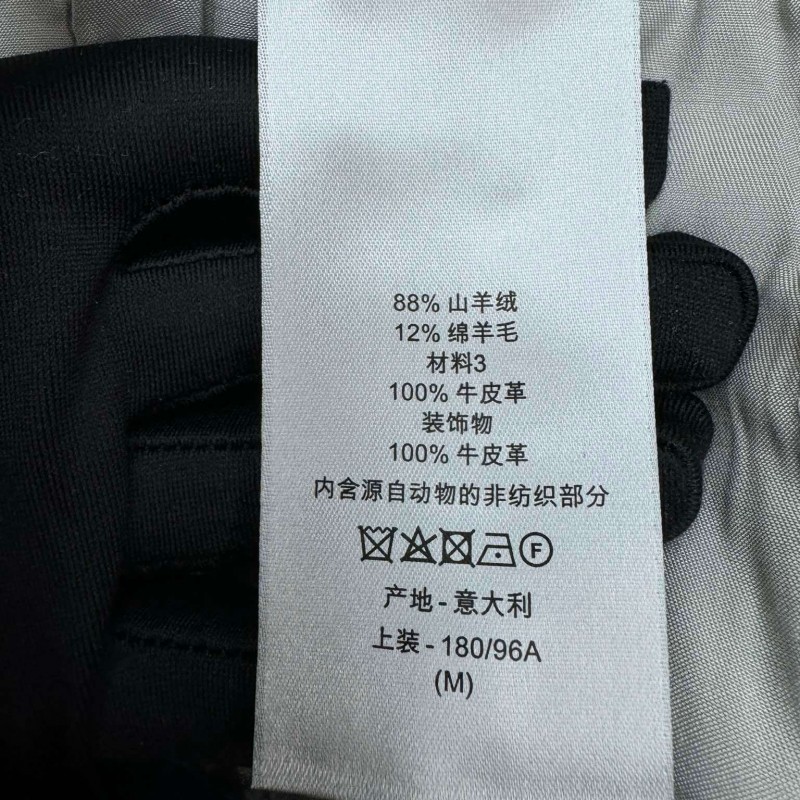 88% 山羊绒
12% 绵羊毛
材料3
100% 牛皮革
装饰物
100% 牛皮革
内含源自动物的非纺织部分
F
产地 - 意大利
上装 - 180/96A
(M)